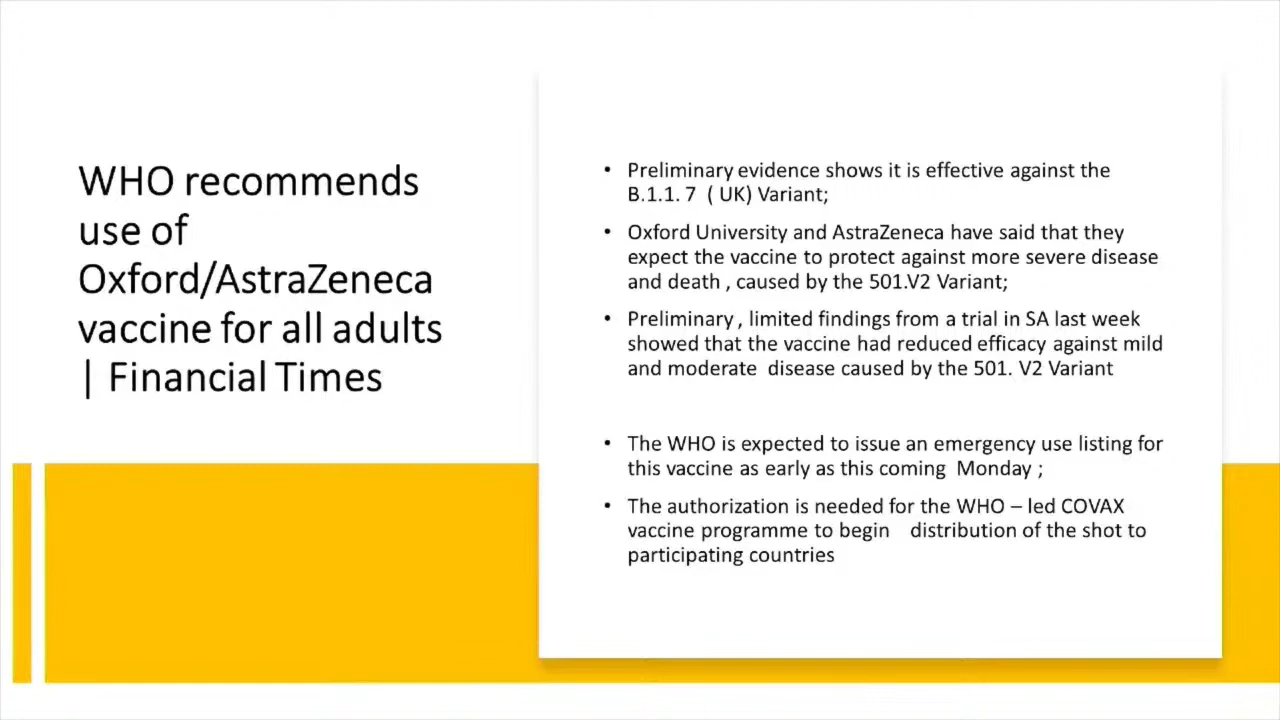 WHO recommends
use of
Oxford/AstraZeneca
vaccine for all adults
| Financial Times
• Preliminary evidence shows it is effective against the
B.1.1. 7 ( UK) Variant;
• Oxford University and AstraZeneca have said that they
expect the vaccine to protect against more severe disease
and death , caused by the 501.V2 Variant;
• Preliminary , limited findings from a trial in SA last week
showed that the vaccine had reduced efficacy against mild
and moderate disease caused by the 501. V2 Variant
• The WHO is expected to issue an emergency use listing for
this vaccine as early as this coming Monday ;
• The authorization is needed for the WHO – led COVAX
vaccine programme to begin distribution of the shot to
participating countries